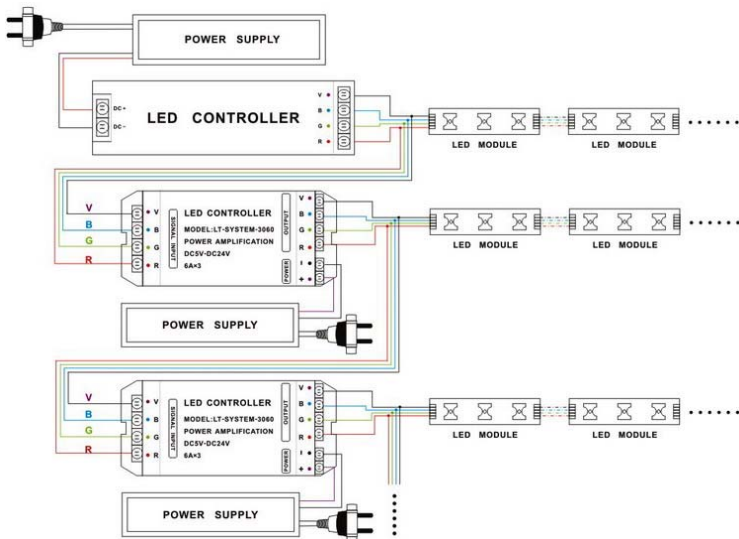 POWER SUPPLY
DC +
DC -
LED CONTROLLER
V
B
G
R
LED MODULE
LED MODULE
V
B
G
R
V
B
G
R
SIGNAL INPUT
LED CONTROLLER
MODEL:LT-SYSTEM-3060
POWER AMPLIFICATION
DC5V-DC24V
6A×3
OUTPUT
POWER
V
B
G
R
-
+
LED MODULE
LED MODULE
POWER SUPPLY
V
B
G
R
V
B
G
R
SIGNAL INPUT
LED CONTROLLER
MODEL:LT-SYSTEM-3060
POWER AMPLIFICATION
DC5V-DC24V
6A×3
OUTPUT
POWER
V
B
G
R
-
+
LED MODULE
LED MODULE
POWER SUPPLY